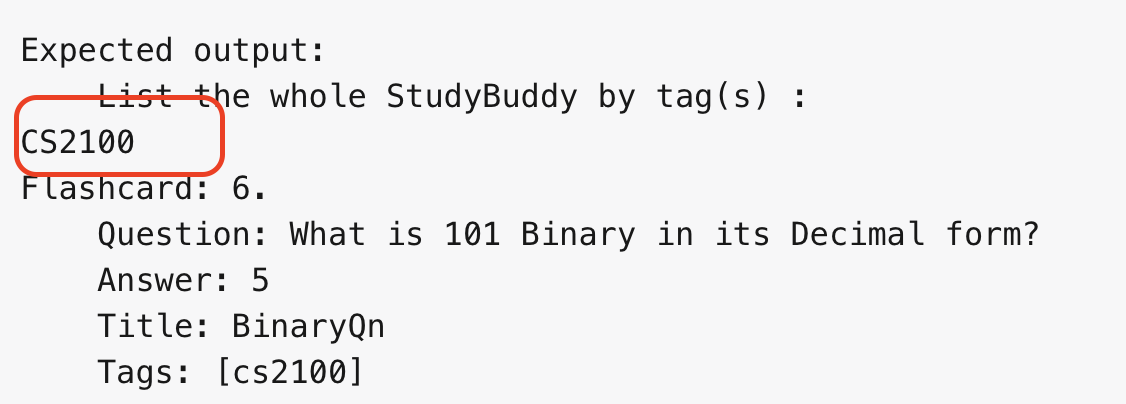 Expected output:
List the whole StudyBuddy by tag(s) :
CS2100
Flashcard: 6.
Question: What is 101 Binary in its Decimal form?
Answer: 5
Title: BinaryQn
Tags: [cs2100]